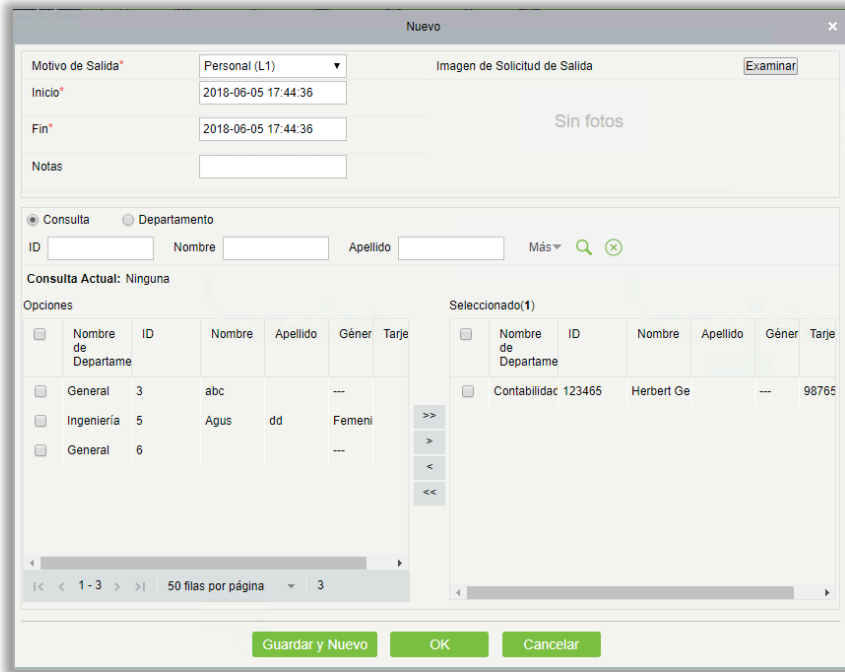 Nuevo
Motivo de Salida* Personal (L1) Imagen de Solicitud de Salida Examinar
Inicio* 2018-06-05 17:44:36
Fin* 2018-06-05 17:44:36 Sin fotos
Notas
Consulta Departamento
ID Nombre Apellido Más
Consulta Actual: Ninguna
Opciones Seleccionado(1)
Nombre de Departame ID Nombre Apellido Géner Tarje Nombre de Departame ID Nombre Apellido Géner Tarje
General 3 abc --- Contabilidac 123465 Herbert Ge --- 98765
Ingeniería 5 Agus dd Femeni
General 6 ---
>>
>
<
<<
|< < 1 - 3 > >| 50 filas por página 3
Guardar y Nuevo OK Cancelar